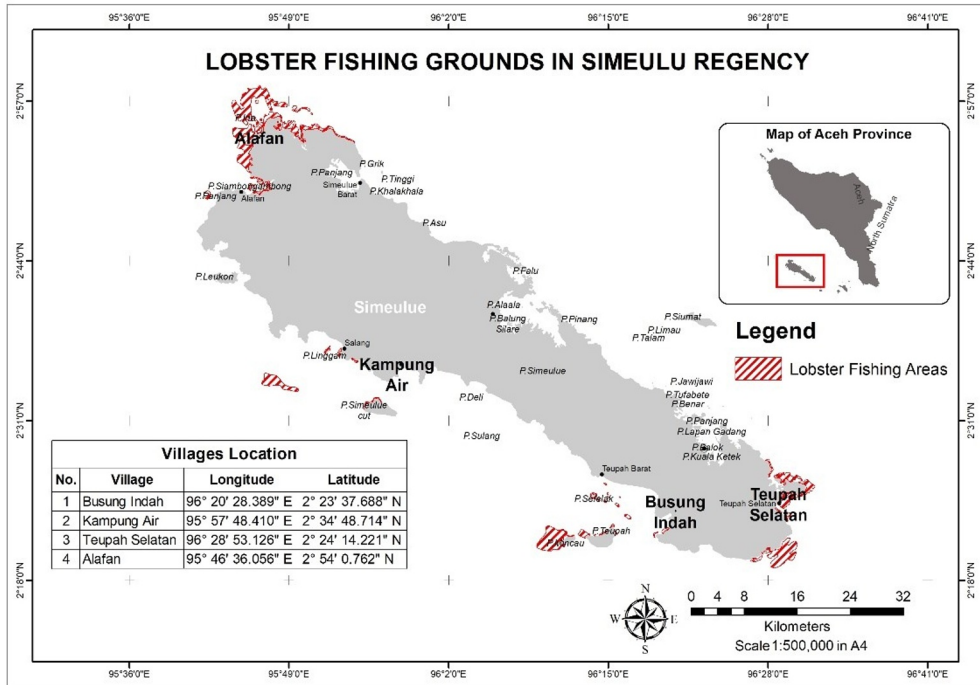 95°36'0"E 95°49'0"E 96°2'0"E 96°15'0"E 96°28'0"E 96°41'0"E
LOBSTER FISHING GROUNDS IN SIMEULU REGENCY
2°57'0"N 2°57'0"N
Alafan
P.Grik
P.Panjang
P.Tinggi
Simeulue
Barat
P.Khalakhala
P.Panjang
Alafan
P.Asu
Map of Aceh Province
Aceh
North Sumatra
2°44'0"N 2°44'0"N
P.Leukon
P.Falu
Simeulue
P.Alaala
P.Balung
Silare
P.Pinang
P.Siumat
P.Limau
P.Talam
Legend
Lobster Fishing Areas
Salang
P.Linggam
Kampung
Air
P.Simeulue
P.Simeulue
cut
P.Deli
P.Sulang
P.Jawijawi
P.Tufabete
P.Benar
2°31'0"N 2°31'0"N
P.Panjang
P.Lapan Gadang
P.Balok
P.Kuala Ketek
Villages Location
No. Village Longitude Latitude
1 Busung Indah 96° 20' 28.389" E 2° 23' 37.688" N
2 Kampung Air 95° 57' 48.410" E 2° 34' 48.714" N
3 Teupah Selatan 96° 28' 53.126" E 2° 24' 14.221" N
4 Alafan 95° 46' 36.056" E 2° 54' 0.762" N
Teupah Barat
Busung
Indah
Teupah
Selatan
Teupah Selatan
P.Teupah
2°18'0"N 2°18'0"N
N
W E
S
0 2 4 8 16 24 32
Kilometers
Scale1:500,000 in A4
95°36'0"E 95°49'0"E 96°2'0"E 96°15'0"E 96°28'0"E 96°41'0"E